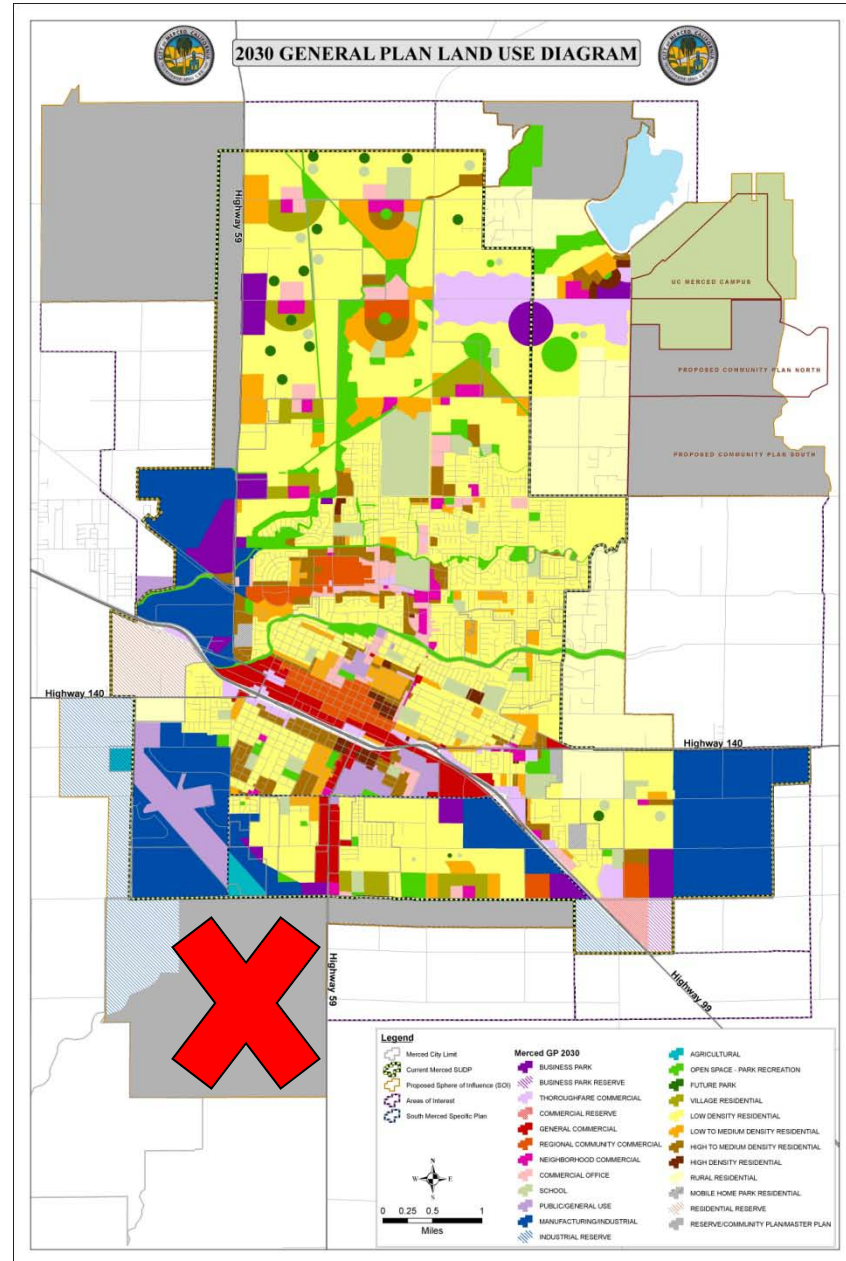 2030 GENERAL PLAN LAND USE DIAGRAM
Highway 59
UC MERCED CAMPUS
PROPOSED COMMUNITY PLAN NORTH
PROPOSED COMMUNITY PLAN SOUTH
Highway 140
Highway 140
Highway 59
Highway 99
Legend
Merced City Limit
Current Merced SUDP
Proposed Sphere of Influence (SOI)
Areas of Interest
South Merced Specific Plan
N
W E
S
0 0.25 0.5 1
Miles
Merced GP 2030
BUSINESS PARK
BUSINESS PARK RESERVE
THOROUGHFARE COMMERCIAL
COMMERCIAL RESERVE
GENERAL COMMERCIAL
REGIONAL COMMUNITY COMMERCIAL
NEIGHBORHOOD COMMERCIAL
COMMERCIAL OFFICE
SCHOOL
PUBLIC/GENERAL USE
MANUFACTURING/INDUSTRIAL
INDUSTRIAL RESERVE
AGRICULTURAL
OPEN SPACE - PARK RECREATION
FUTURE PARK
VILLAGE RESIDENTIAL
LOW DENSITY RESIDENTIAL
LOW TO MEDIUM DENSITY RESIDENTIAL
HIGH TO MEDIUM DENSITY RESIDENTIAL
HIGH DENSITY RESIDENTIAL
RURAL RESIDENTIAL
MOBILE HOME PARK RESIDENTIAL
RESIDENTIAL RESERVE
RESERVE/COMMUNITY PLAN/MASTER PLAN